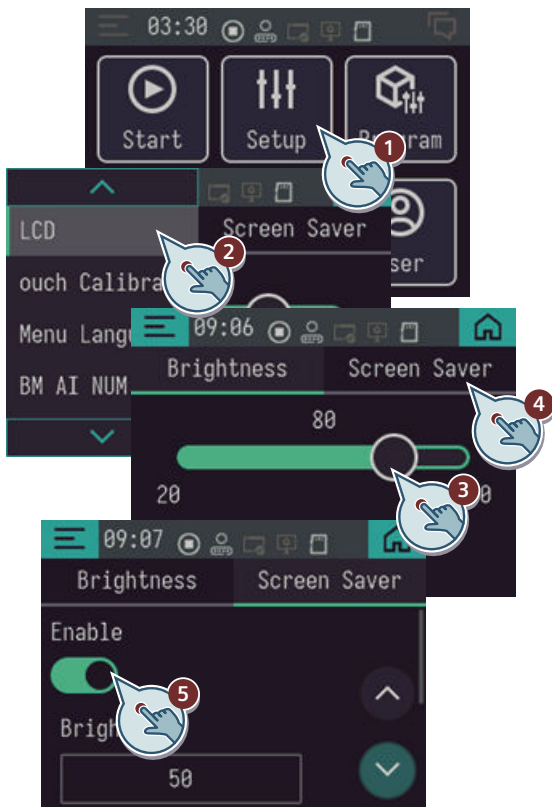 03:30
Start
Setup
Program
1
LCD
Screen Saver
2
ouch Calibra
ser
Menu Langu
09:06
BM AI NUM
Brightness
Screen Saver
4
80
20
0
3
09:07
Brightness
Screen Saver
Enable
5
Brigh
50